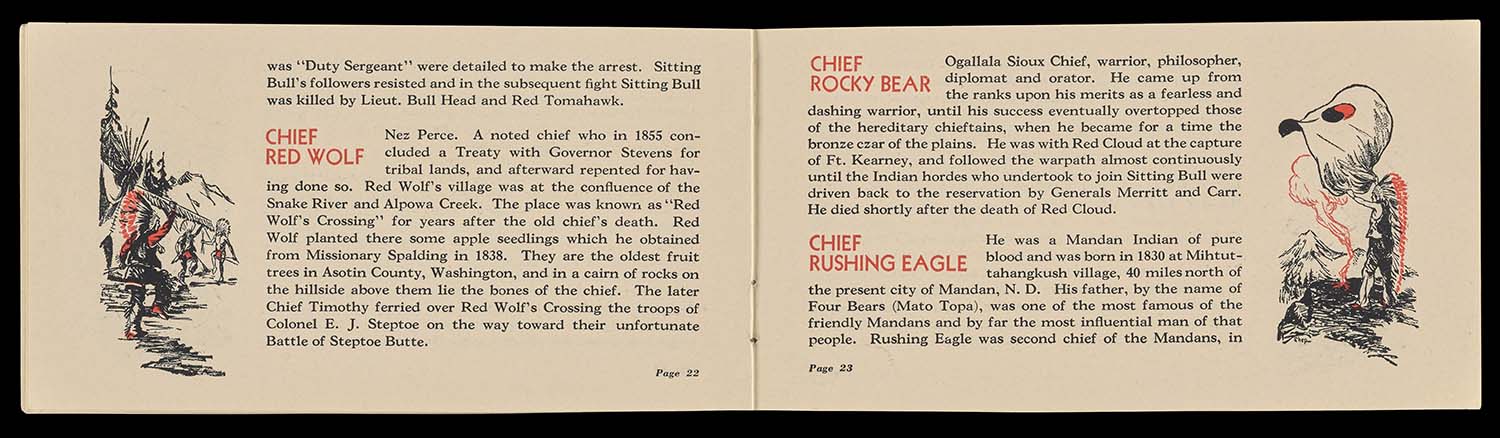 was "Duty Sergeant" were detailed to make the arrest. Sitting
Bull's followers resisted and in the subsequent fight Sitting Bull
was killed by Lieut. Bull Head and Red Tomahawk.
CHIEF
RED WOLF
Nez Perce. A noted chief who in 1855 con-
cluded a Treaty with Governor Stevens for
tribal lands, and afterward repented for hav-
ing done so. Red Wolf's village was at the confluence of the
Snake River and Alpowa Creek. The place was known as "Red
Wolf's Crossing" for years after the old chief's death. Red
Wolf planted there some apple seedlings which he obtained
from Missionary Spalding in 1838. They are the oldest fruit
trees in Asotin County, Washington, and in a cairn of rocks on
the hillside above them lie the bones of the chief. The later
Chief Timothy ferried over Red Wolf's Crossing the troops of
Colonel E. J. Steptoe on the way toward their unfortunate
Battle of Steptoe Butte.
Page 22
CHIEF
ROCKY BEAR
Ogallala Sioux Chief, warrior, philosopher,
diplomat and orator. He came up from
the ranks upon his merits as a fearless and
dashing warrior, until his success eventually overtopped those
of the hereditary chieftains, when he became for a time the
bronze czar of the plains. He was with Red Cloud at the capture
of Ft. Kearney, and followed the warpath almost continuously
until the Indian hordes who undertook to join Sitting Bull were
driven back to the reservation by Generals Merritt and Carr.
He died shortly after the death of Red Cloud.
CHIEF
RUSHING EAGLE
He was a Mandan Indian of pure
blood and was born in 1830 at Mihtut-
tahangkush village, 40 miles north of
the present city of Mandan, N. D. His father, by the name of
Four Bears (Mato Topa), was one of the most famous of the
friendly Mandans and by far the most influential man of that
people. Rushing Eagle was second chief of the Mandans, in
Page 23